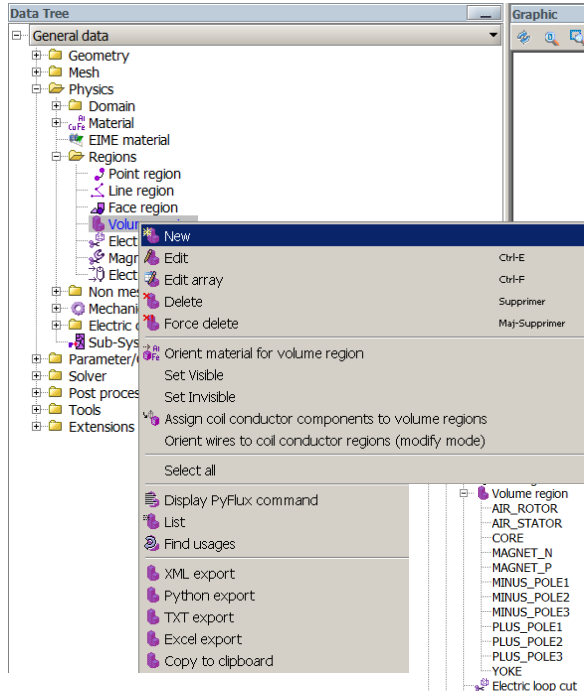 Data Tree
Graphic
General data
Geometry
Mesh
Physics
Domain
Material
EIME material
Regions
Point region
Line region
Face region
Volum
Elect
Magn
Elect
Non mes
Mechani
Electric c
Sub-Sys
Parameter/
Solver
Post proces
Tools
Extensions
New
Edit Ctrl-E
Edit array Ctrl-F
Delete Supprimer
Force delete Maj-Supprimer
Orient material for volume region
Set Visible
Set Invisible
Assign coil conductor components to volume regions
Orient wires to coil conductor regions (modify mode)
Select all
Display PyFlux command
List
Find usages
XML export
Python export
TXT export
Excel export
Copy to clipboard
Volume region
AIR_ROTOR
AIR_STATOR
CORE
MAGNET_N
MAGNET_P
MINUS_POLE1
MINUS_POLE2
MINUS_POLE3
PLUS_POLE1
PLUS_POLE2
PLUS_POLE3
YOKE
Electric loop cut